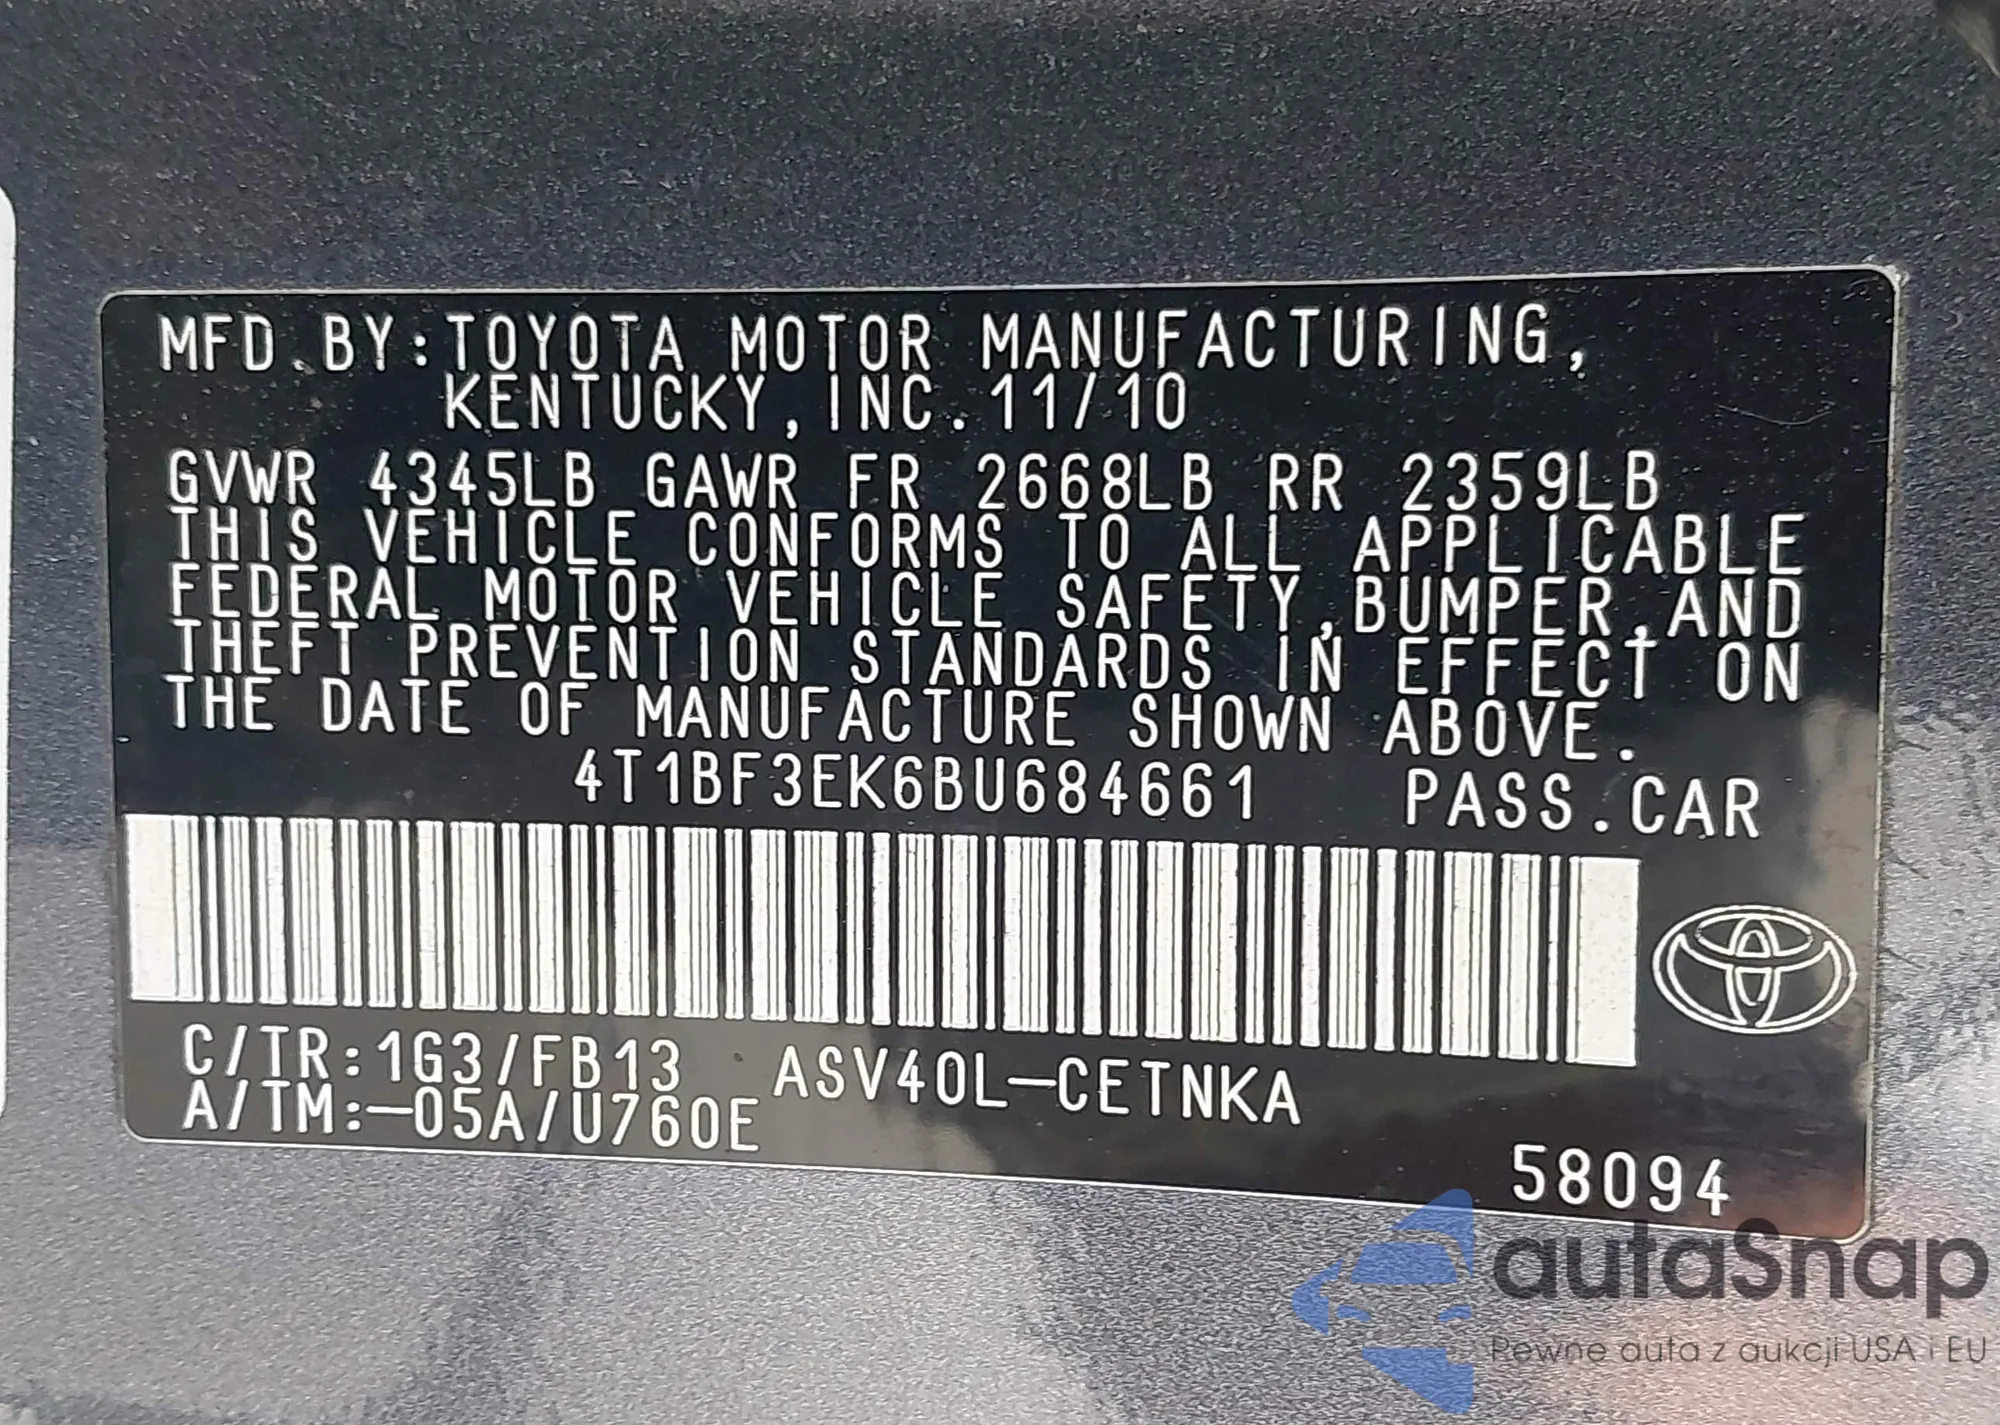 MFD.BY:TOYOTA MOTOR MANUFACTURING,
KENTUCKY,INC.11/10
GVWR 4345LB GAWR FR 2668LB RR 2359LB
THIS VEHICLE CONFORMS TO ALL APPLICABLE
FEDERAL MOTOR VEHICLE SAFETY,BUMPER,AND
THEFT PREVENTION STANDARDS IN EFFECT ON
THE DATE OF MANUFACTURE SHOWN ABOVE.
4T1BF3EK6BU684661 PASS.CAR
C/TR:1G3/FB13 ASV40L-CETNKA
A/TM:-05A/U760E
58094
autaSnap
Pewne auta z aukcji USA i EU